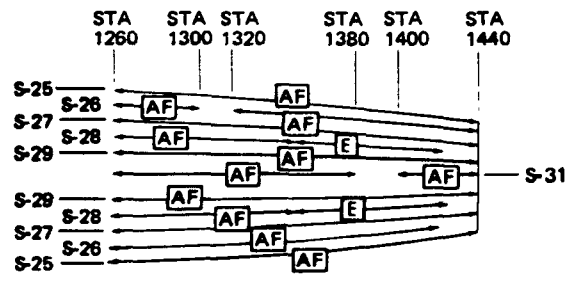 STA STA STA STA STA STA
1260 1300 1320 1380 1400 1440
S-25 AF
S-26 AF
S-27 AF
S-28 AF E
S-29 AF
AF AF S-31
S-29 AF
S-28 AF E
S-27
S-26 AF
S-25 AF